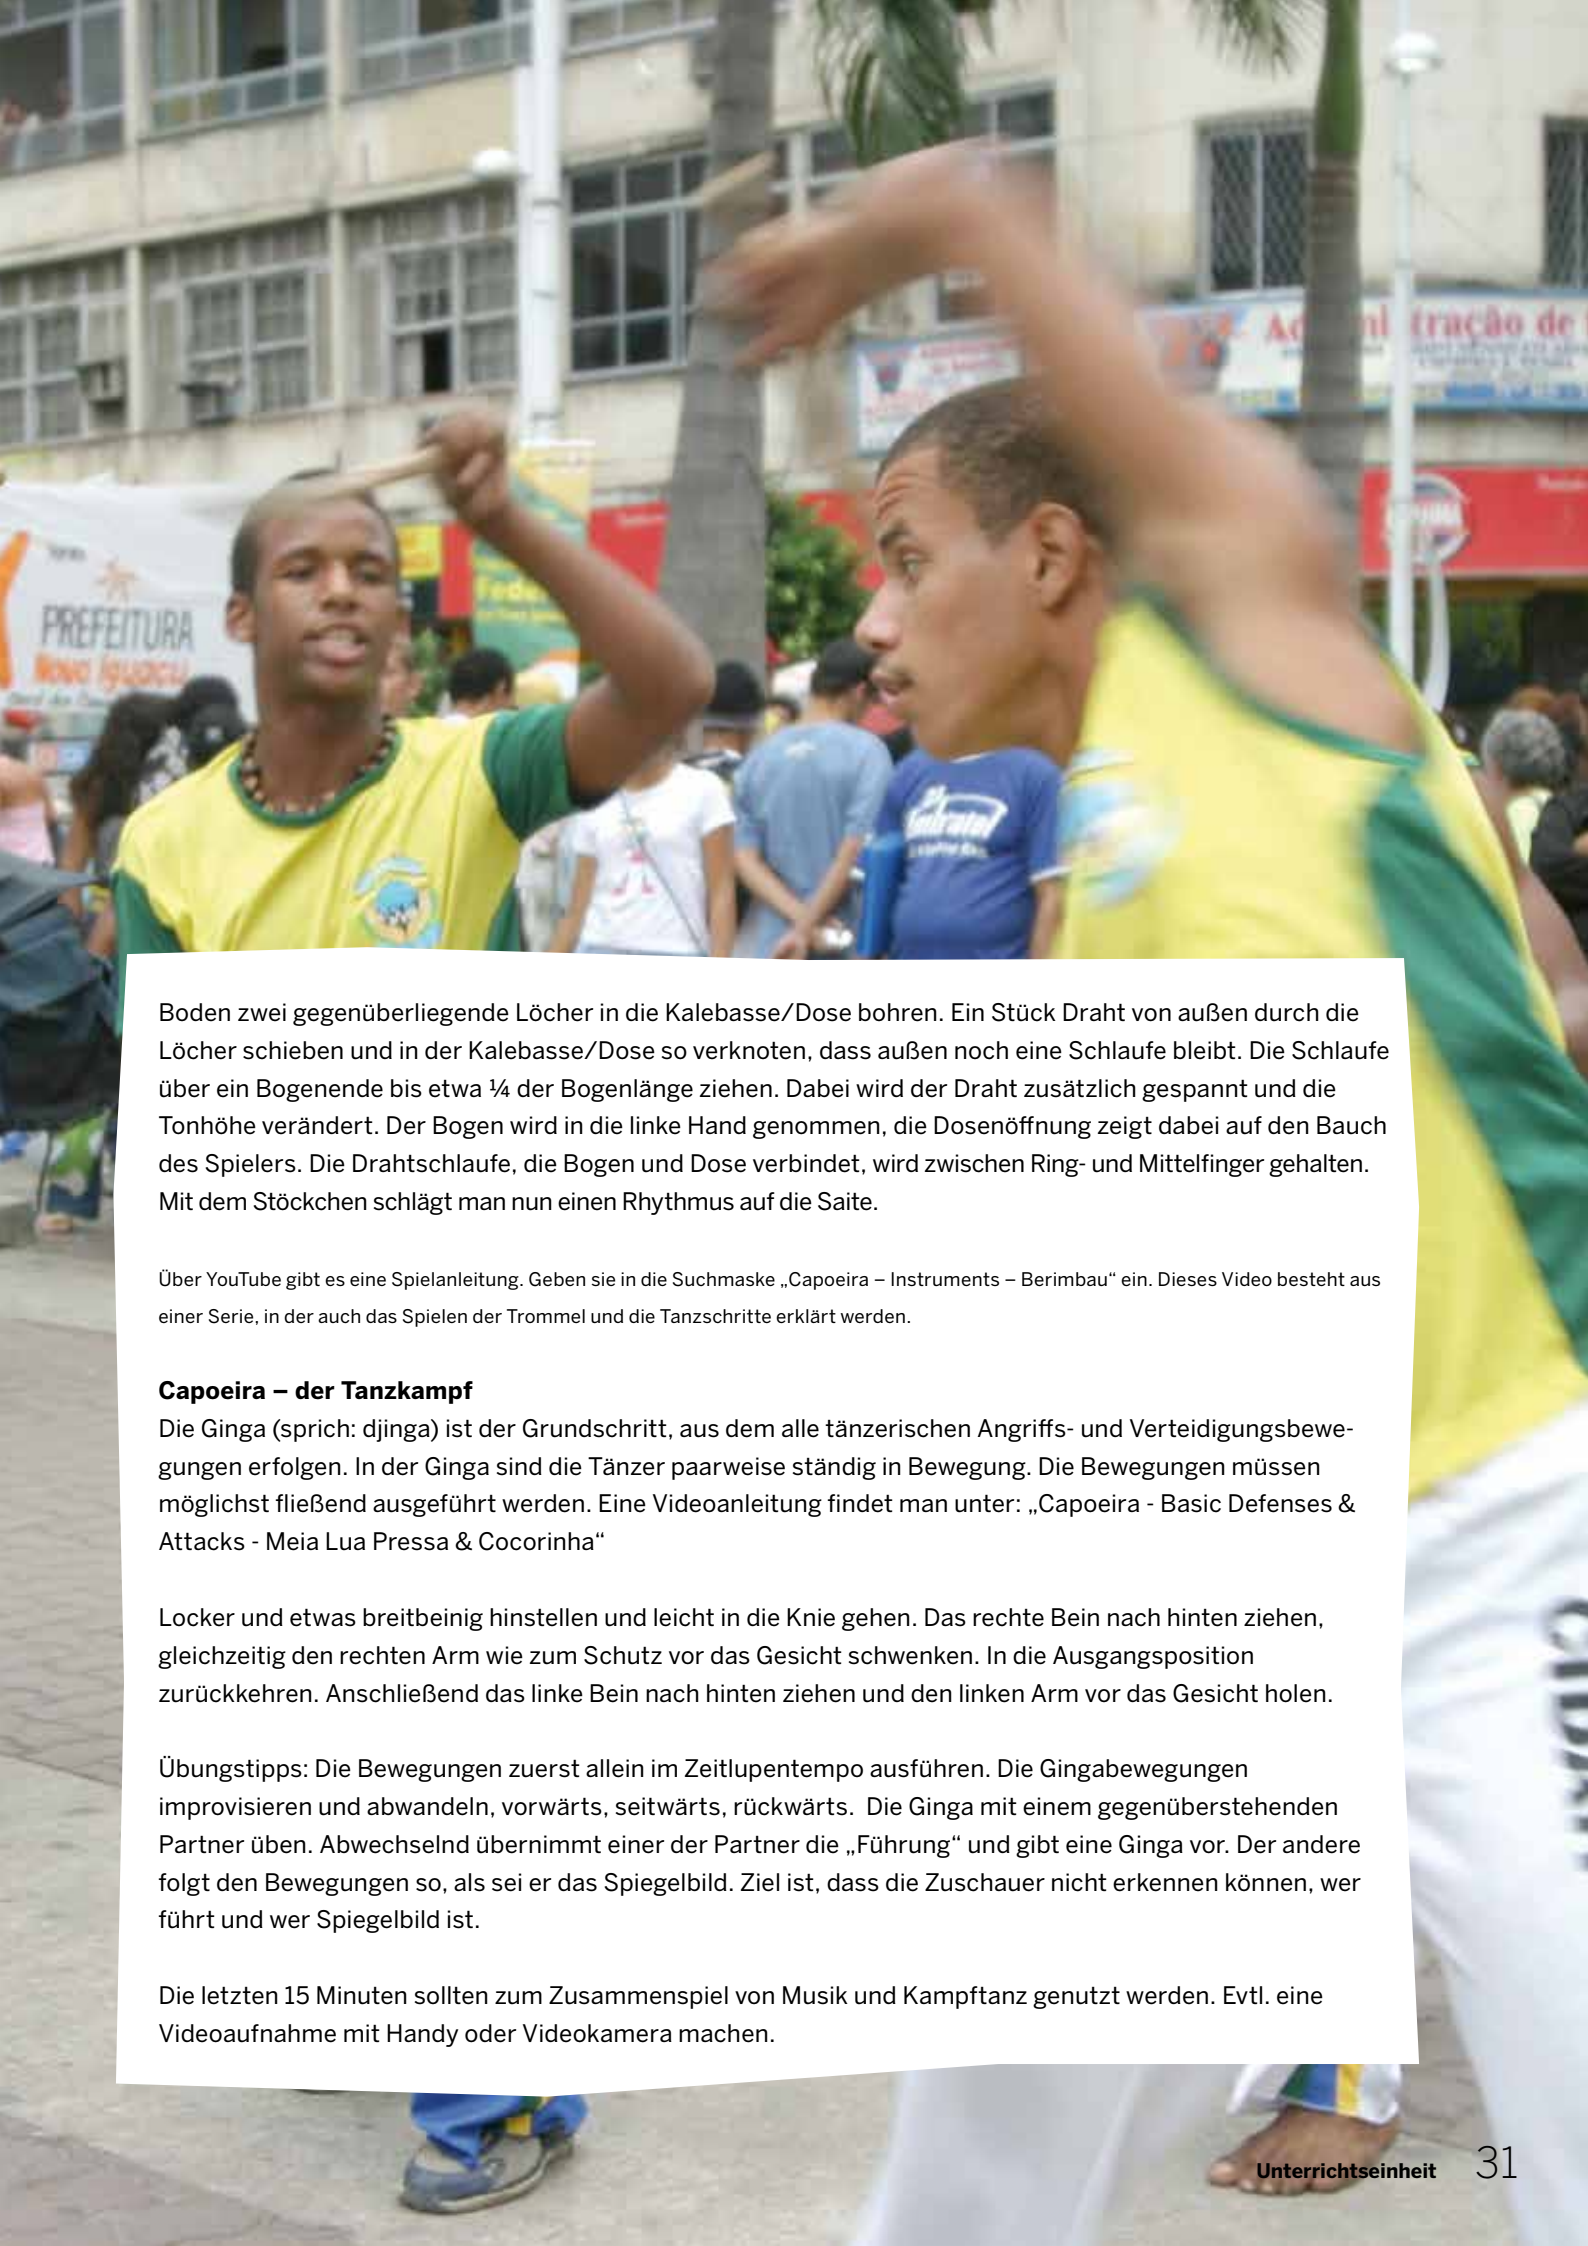 Ad
tração de
PREFEITURA
Nova Iguaçu
Boden zwei gegenüberliegende Löcher in die Kalebasse/Dose bohren. Ein Stück Draht von außen durch die
Löcher schieben und in der Kalebasse/Dose so verknoten, dass außen noch eine Schlaufe bleibt. Die Schlaufe
über ein Bogenende bis etwa ¼ der Bogenlänge ziehen. Dabei wird der Draht zusätzlich gespannt und die
Tonhöhe verändert. Der Bogen wird in die linke Hand genommen, die Dosenöffnung zeigt dabei auf den Bauch
des Spielers. Die Drahtschlaufe, die Bogen und Dose verbindet, wird zwischen Ring- und Mittelfinger gehalten.
Mit dem Stöckchen schlägt man nun einen Rhythmus auf die Saite.
Über YouTube gibt es eine Spielanleitung. Geben sie in die Suchmaske „Capoeira – Instruments – Berimbau“ ein. Dieses Video besteht aus
einer Serie, in der auch das Spielen der Trommel und die Tanzschritte erklärt werden.
Capoeira – der Tanzkampf
Die Ginga (sprich: djinga) ist der Grundschritt, aus dem alle tänzerischen Angriffs- und Verteidigungsbewe-
gungen erfolgen. In der Ginga sind die Tänzer paarweise ständig in Bewegung. Die Bewegungen müssen
möglichst fließend ausgeführt werden. Eine Videoanleitung findet man unter: „Capoeira - Basic Defenses &
Attacks - Meia Lua Pressa & Cocorinha“
Locker und etwas breitbeinig hinstellen und leicht in die Knie gehen. Das rechte Bein nach hinten ziehen,
gleichzeitig den rechten Arm wie zum Schutz vor das Gesicht schwenken. In die Ausgangsposition
zurückkehren. Anschließend das linke Bein nach hinten ziehen und den linken Arm vor das Gesicht holen.
Übungstipps: Die Bewegungen zuerst allein im Zeitlupentempo ausführen. Die Gingabewegungen
improvisieren und abwandeln, vorwärts, seitwärts, rückwärts. Die Ginga mit einem gegenüberstehenden
Partner üben. Abwechselnd übernimmt einer der Partner die „Führung“ und gibt eine Ginga vor. Der andere
folgt den Bewegungen so, als sei er das Spiegelbild. Ziel ist, dass die Zuschauer nicht erkennen können, wer
führt und wer Spiegelbild ist.
Die letzten 15 Minuten sollten zum Zusammenspiel von Musik und Kampftanz genutzt werden. Evtl. eine
Videoaufnahme mit Handy oder Videokamera machen.
Unterrichtseinheit 31